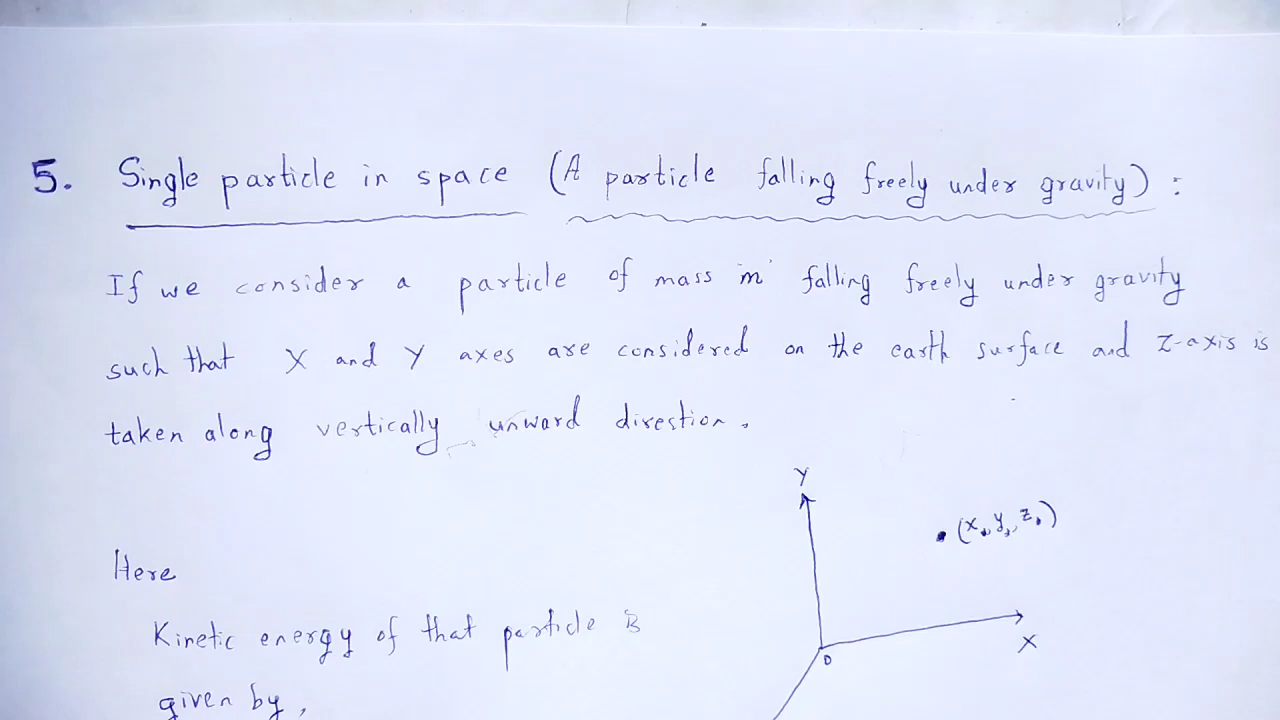 5. Single particle in space (A particle falling freely under gravity) :
If we consider a particle of mass 'm' falling freely under gravity
such that X and Y axes are considered on the earth surface and Z-axis is
taken along vertically unward direction.
Y
(x, y, z)
Here
Kinetic energy of that particle is
X
O
given by,